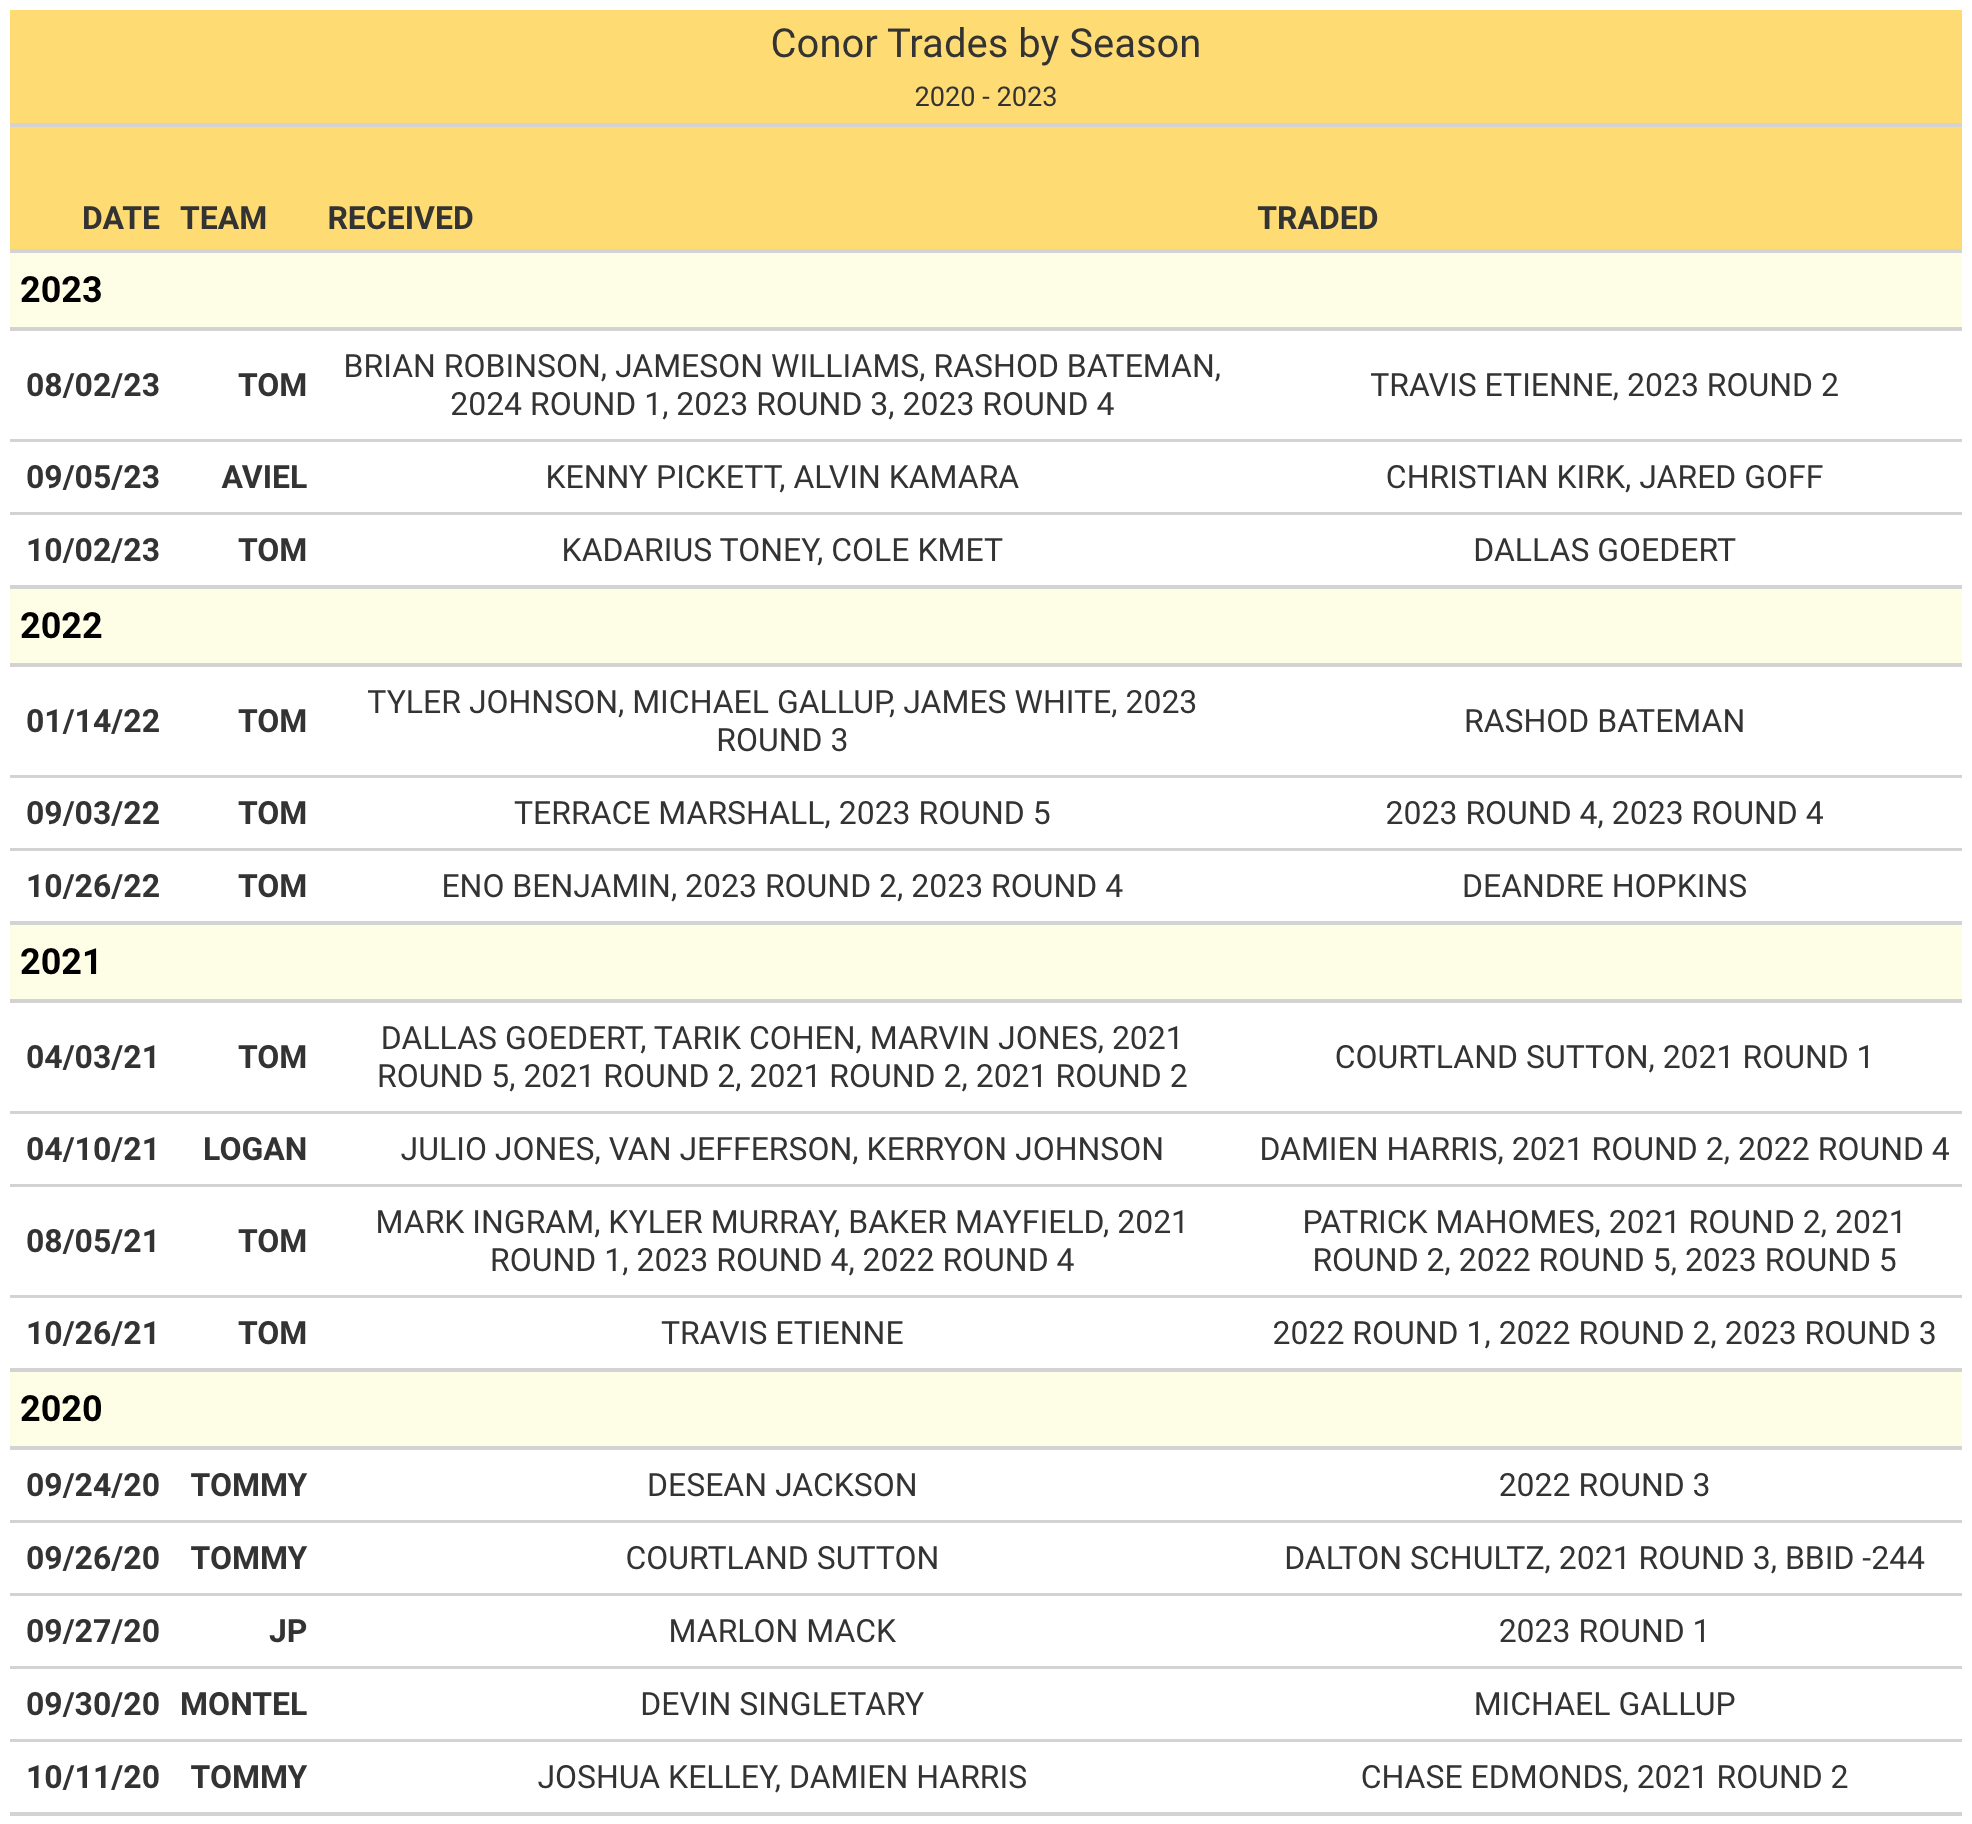 Conor Trades by Season
2020 - 2023
DATE TEAM RECEIVED TRADED
2023
08/02/23 TOM BRIAN ROBINSON, JAMESON WILLIAMS, RASHOD BATEMAN,
2024 ROUND 1, 2023 ROUND 3, 2023 ROUND 4 TRAVIS ETIENNE, 2023 ROUND 2
09/05/23 AVIEL KENNY PICKETT, ALVIN KAMARA CHRISTIAN KIRK, JARED GOFF
10/02/23 TOM KADARIUS TONEY, COLE KMET DALLAS GOEDERT
2022
01/14/22 TOM TYLER JOHNSON, MICHAEL GALLUP, JAMES WHITE, 2023
ROUND 3 RASHOD BATEMAN
09/03/22 TOM TERRACE MARSHALL, 2023 ROUND 5 2023 ROUND 4, 2023 ROUND 4
10/26/22 TOM ENO BENJAMIN, 2023 ROUND 2, 2023 ROUND 4 DEANDRE HOPKINS
2021
04/03/21 TOM DALLAS GOEDERT, TARIK COHEN, MARVIN JONES, 2021
ROUND 5, 2021 ROUND 2, 2021 ROUND 2, 2021 ROUND 2 COURTLAND SUTTON, 2021 ROUND 1
04/10/21 LOGAN JULIO JONES, VAN JEFFERSON, KERRYON JOHNSON DAMIEN HARRIS, 2021 ROUND 2, 2022 ROUND 4
08/05/21 TOM MARK INGRAM, KYLER MURRAY, BAKER MAYFIELD, 2021 PATRICK MAHOMES, 2021 ROUND 2, 2021
ROUND 1, 2023 ROUND 4, 2022 ROUND 4 ROUND 2, 2022 ROUND 5, 2023 ROUND 5
10/26/21 TOM TRAVIS ETIENNE 2022 ROUND 1, 2022 ROUND 2, 2023 ROUND 3
2020
09/24/20 TOMMY DESEAN JACKSON 2022 ROUND 3
09/26/20 TOMMY COURTLAND SUTTON DALTON SCHULTZ, 2021 ROUND 3, BBID -244
09/27/20 JP MARLON MACK 2023 ROUND 1
09/30/20 MONTEL DEVIN SINGLETARY MICHAEL GALLUP
10/11/20 TOMMY JOSHUA KELLEY, DAMIEN HARRIS CHASE EDMONDS, 2021 ROUND 2